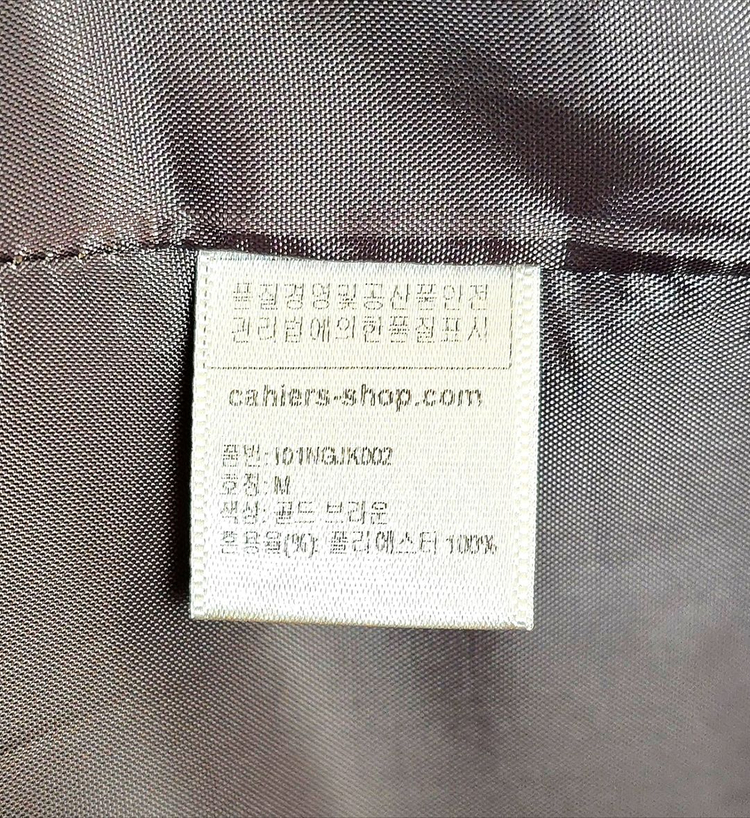 품질경영및공산품안전
관리법에의한품질표시
cahiers-shop.com
품번: I01NGJK002
호칭: M
색상: 골드 브라운
혼용율(%): 폴리에스터 100%